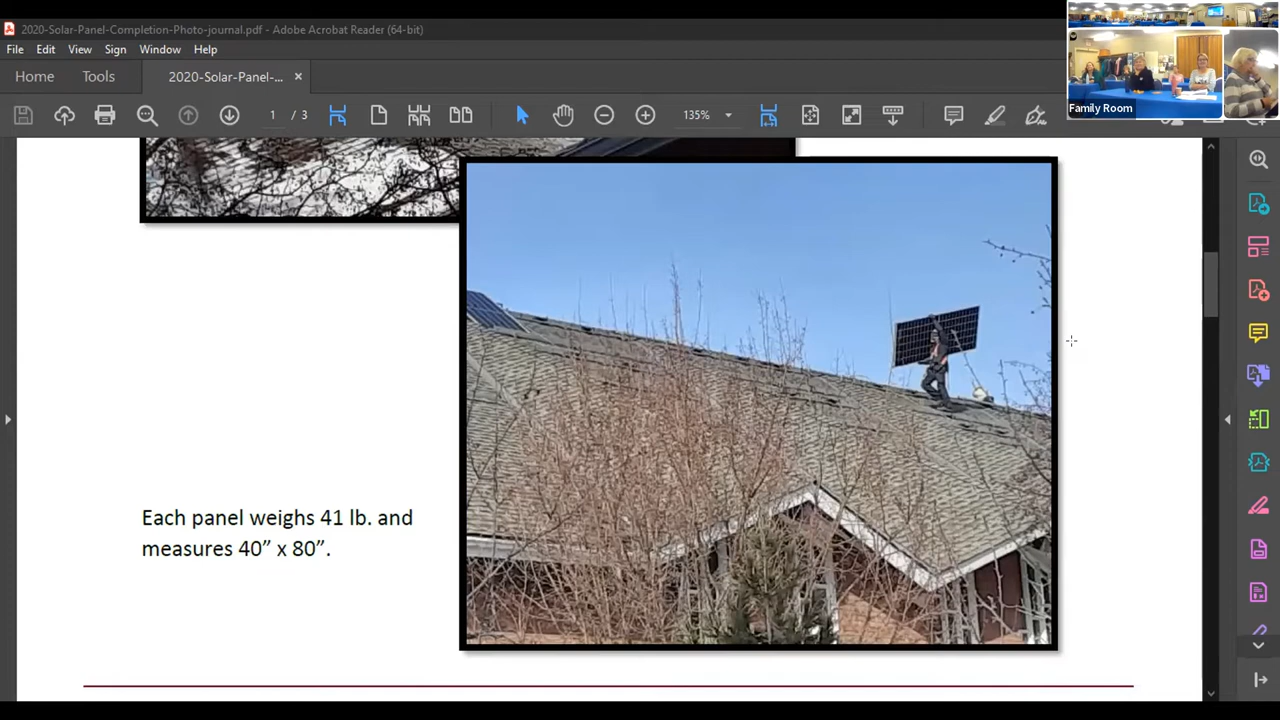 2020-Solar-Panel-Completion-Photo-journal.pdf - Adobe Acrobat Reader (64-bit)
File Edit View Sign Window Help
Home Tools 2020-Solar-Panel-... ×
1 / 3 135%
Family Room
Each panel weighs 41 lb. and
measures 40” x 80”.